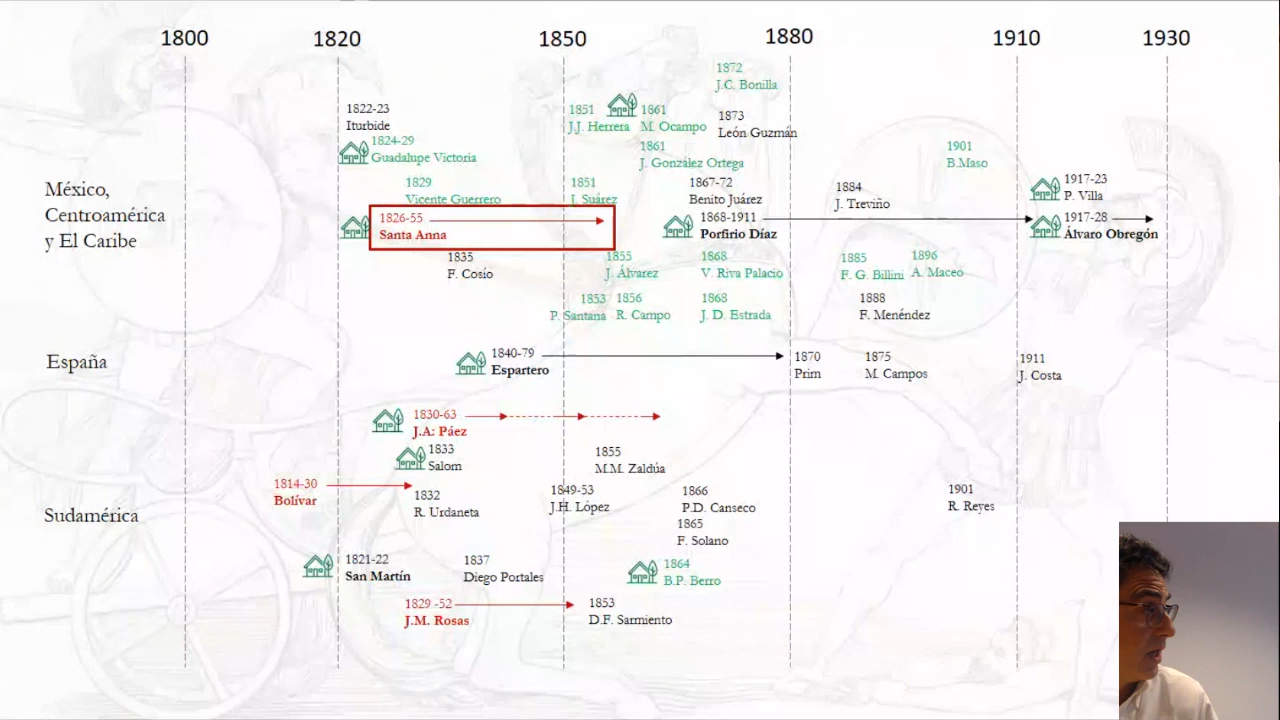 1800
1820
1850
1880
1910
1930
1872
J.C. Bonilla
1822-23
Iturbide
1851
J.J. Herrera
1861
M. Ocampo
1873
León Guzmán
1824-29
Guadalupe Victoria
1861
J. González Ortega
1901
B.Maso
México,
Centroamérica
y El Caribe
1829
Vicente Guerrero
1851
J. Suárez
1867-72
Benito Juárez
1884
J. Treviño
1917-23
P. Villa
1826-55
Santa Anna
1868-1911
Porfirio Díaz
1917-28
Álvaro Obregón
1835
F. Cosío
1855
J. Álvarez
1868
V. Riva Palacio
1885
F. G. Billini
1896
A. Maceo
1853
P. Santana
1856
R. Campo
1868
J. D. Estrada
1888
F. Menéndez
España
1840-79
Espartero
1870
Prim
1875
M. Campos
1911
J. Costa
1830-63
J.A: Páez
1833
Salom
1855
M.M. Zaldúa
Sudamérica
1814-30
Bolívar
1832
R. Urdaneta
1849-53
J.H. López
1866
P.D. Canseco
1865
F. Solano
1901
R. Reyes
1821-22
San Martín
1837
Diego Portales
1864
B.P. Berro
1829 -52
J.M. Rosas
1853
D.F. Sarmiento